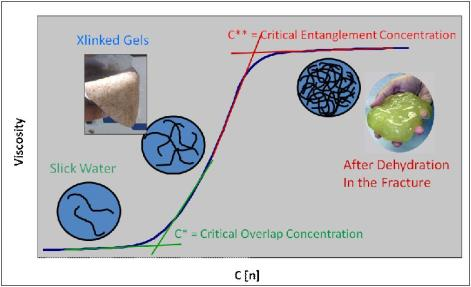 C** = Critical Entanglement Concentration
Xlinked Gels
Viscosity
Slick Water
After Dehydration
In the Fracture
C* = Critical Overlap Concentration
C [n]